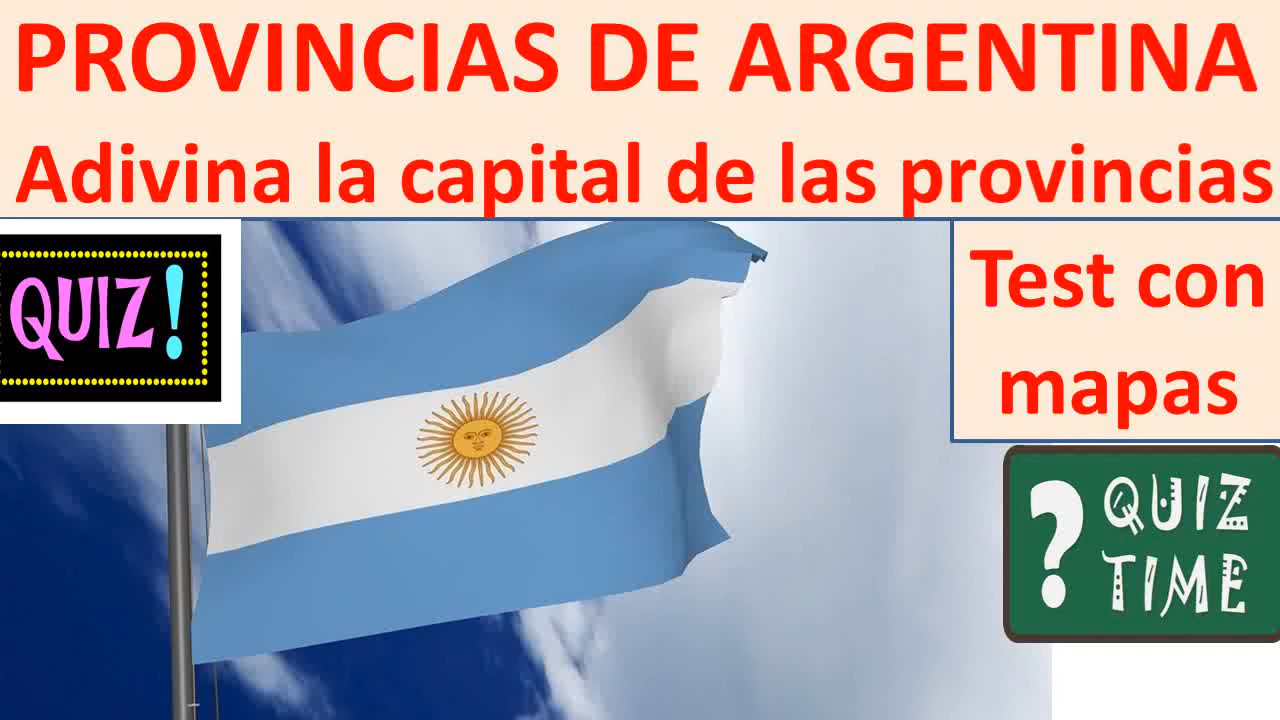 PROVINCIAS DE ARGENTINA
Adivina la capital de las provincias
QUIZ!
Test con
mapas
? QUIZ
TIME